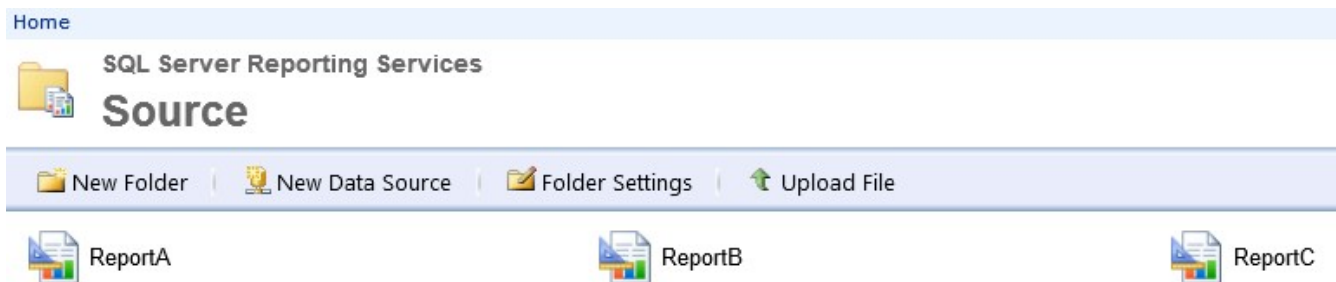 Home
SQL Server Reporting Services
Source
New Folder New Data Source Folder Settings Upload File
ReportA ReportB ReportC